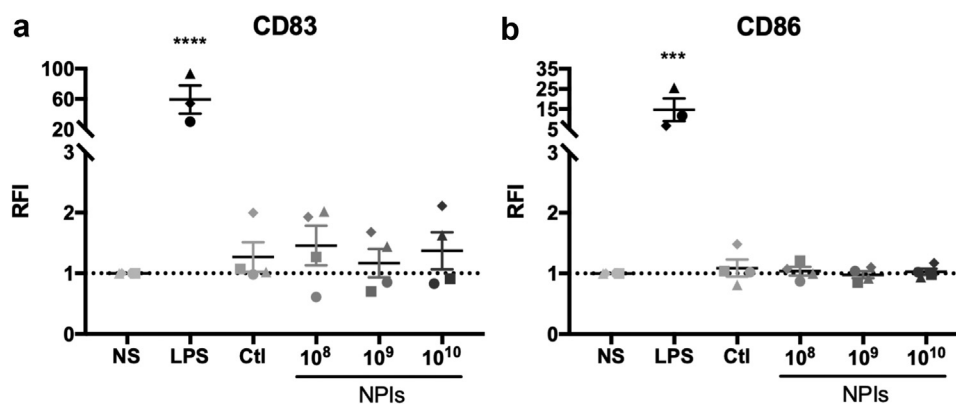 a CD83
****
RFI
100
60
20
3
2
1
0
NS LPS Ctl 10⁸ 10⁹ 10¹⁰
NPIs
b CD86
***
RFI
35
25
15
5
3
2
1
0
NS LPS Ctl 10⁸ 10⁹ 10¹⁰
NPIs